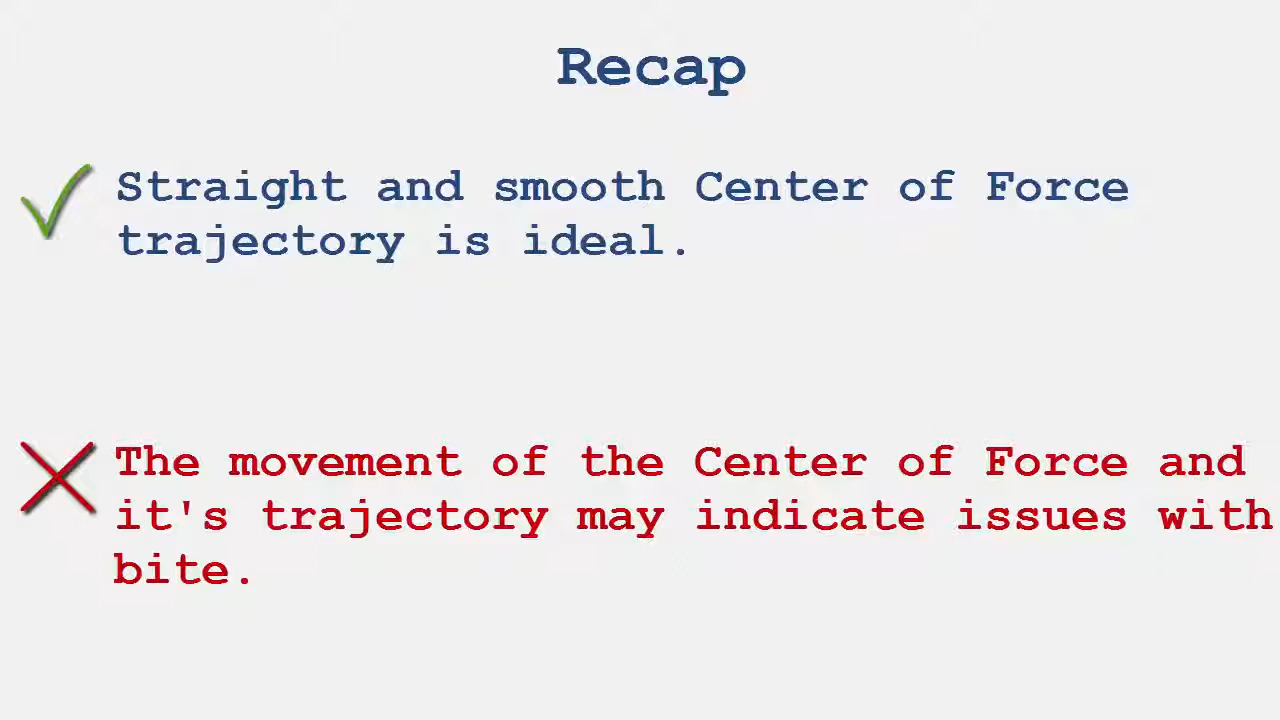 Recap
Straight and smooth Center of Force
trajectory is ideal.
The movement of the Center of Force and
it's trajectory may indicate issues with
bite.